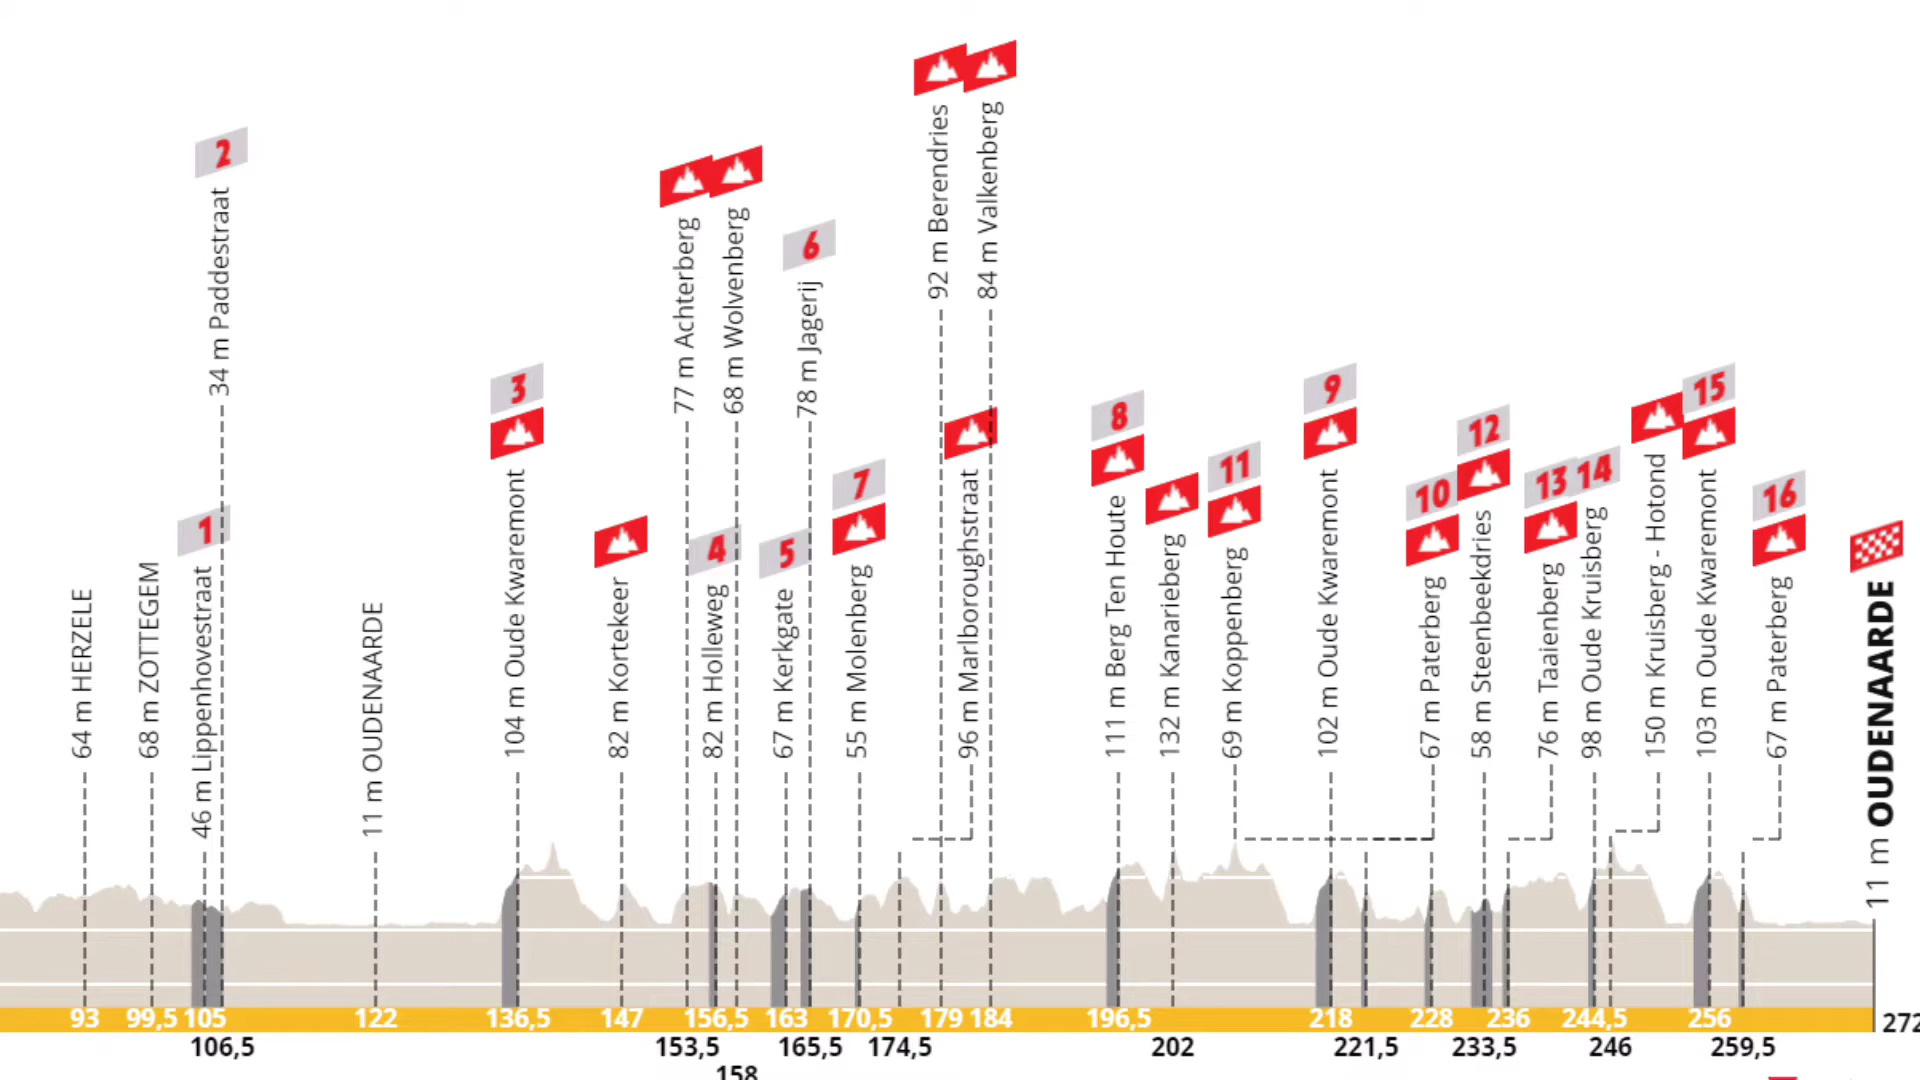 64 m HERZELE
68 m ZOTTEGEM
1
46 m Lippenhovestraat
2
34 m Paddestraat
11 m OUDENAARDE
3
104 m Oude Kwaremont
82 m Kortekeer
77 m Achterberg
4
82 m Holleweg
68 m Wolvenberg
5
67 m Kerkgate
6
78 m Jagerij
7
55 m Molenberg
92 m Berendries
96 m Marlboroughstraat
84 m Valkenberg
8
111 m Berg Ten Houte
132 m Kanarieberg
11
69 m Koppenberg
9
102 m Oude Kwaremont
10
67 m Paterberg
12
58 m Steenbeekdries
13
76 m Taaienberg
14
98 m Oude Kruisberg
150 m Kruisberg - Hotond
15
103 m Oude Kwaremont
16
67 m Paterberg
11 m OUDENAARDE
93 99,5 105 122 136,5 147 156,5 163 170,5 179 184 196,5 218 228 236 244,5 256 272
106,5 153,5 165,5 174,5 202 221,5 233,5 246 259,5
158